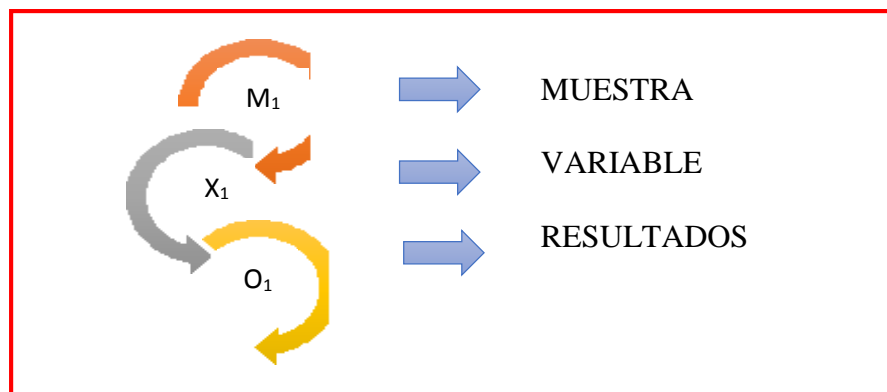 M₁ MUESTRA
X₁ VARIABLE
O₁ RESULTADOS